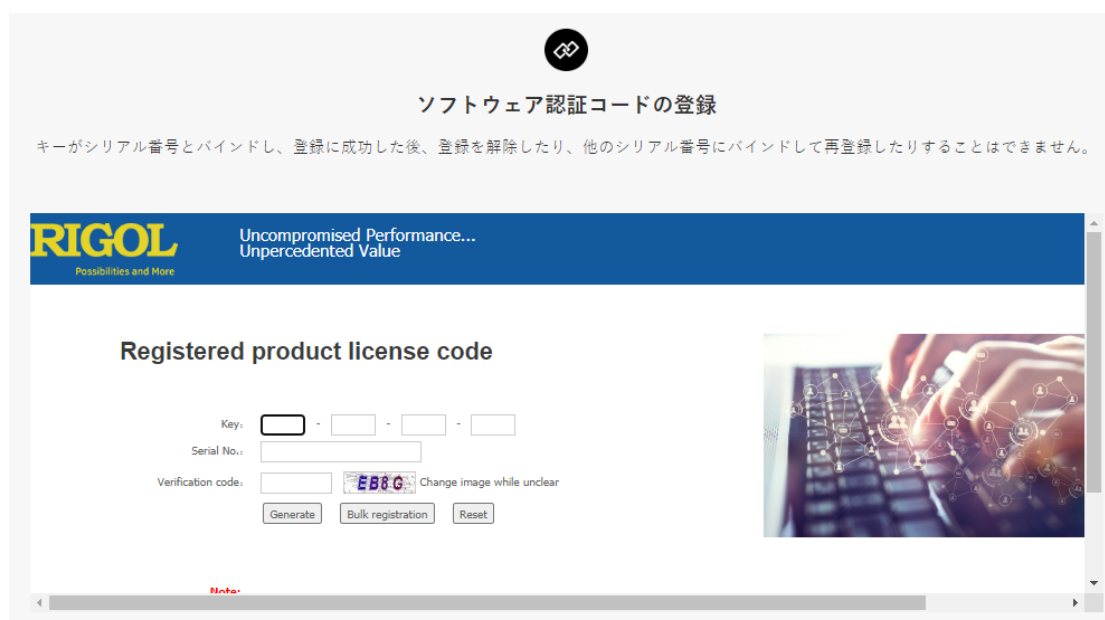 ソフトウェア認証コードの登録
キーがシリアル番号とバインドし、登録に成功した後、登録を解除したり、他のシリアル番号にバインドして再登録したりすることはできません。
RIGOL
Possibilities and More
Uncompromised Performance...
Unpercedented Value
Registered product license code
Key: - - -
Serial No.:
Verification code: EB8G Change image while unclear
Generate Bulk registration Reset
Note: